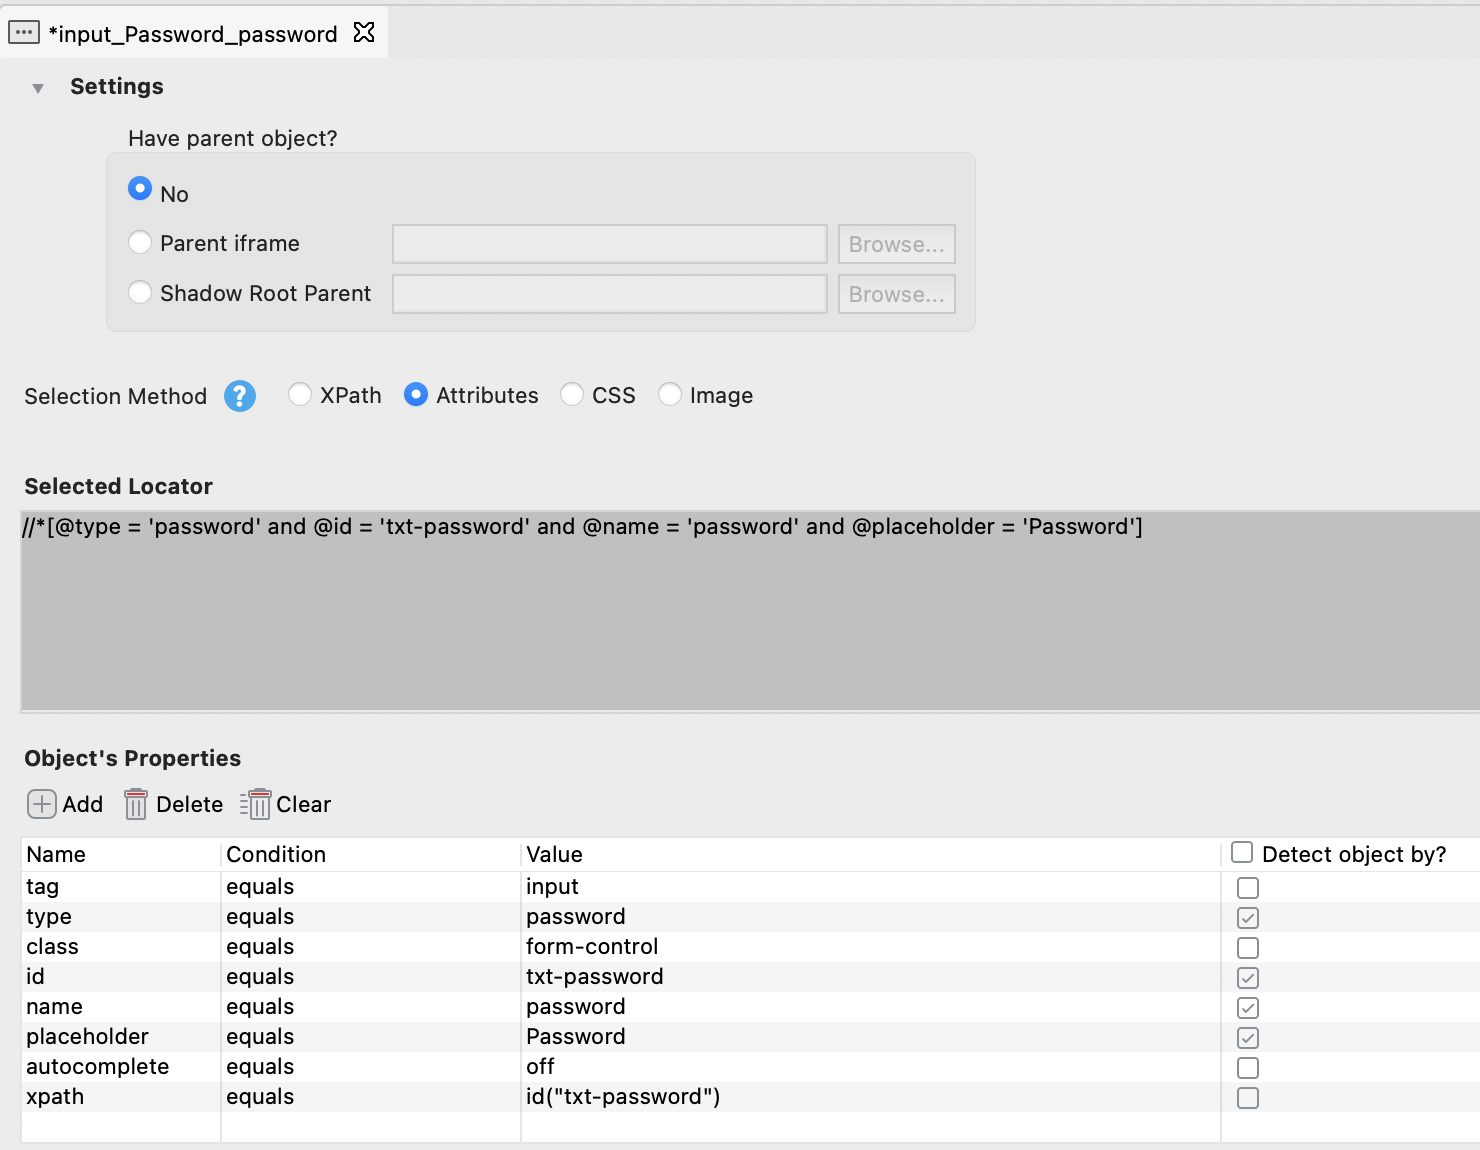 *input_Password_password
Settings
Have parent object?
No
Parent iframe Browse...
Shadow Root Parent Browse...
Selection Method ? XPath Attributes CSS Image
Selected Locator
//*[@type = 'password' and @id = 'txt-password' and @name = 'password' and @placeholder = 'Password']
Object's Properties
Add Delete Clear
Name Condition Value Detect object by?
tag equals input
type equals password
class equals form-control
id equals txt-password
name equals password
placeholder equals Password
autocomplete equals off
xpath equals id("txt-password")